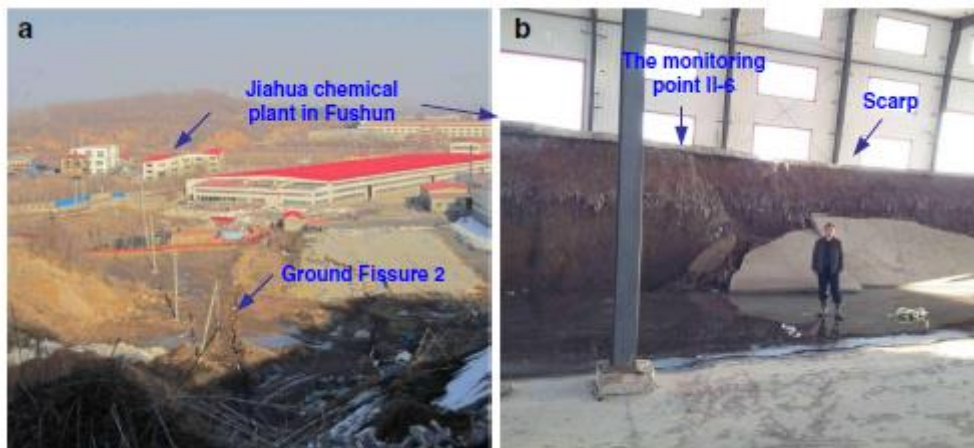 a
Jiahua chemical
plant in Fushun
Ground Fissure 2
b
The monitoring
point II-6
Scarp